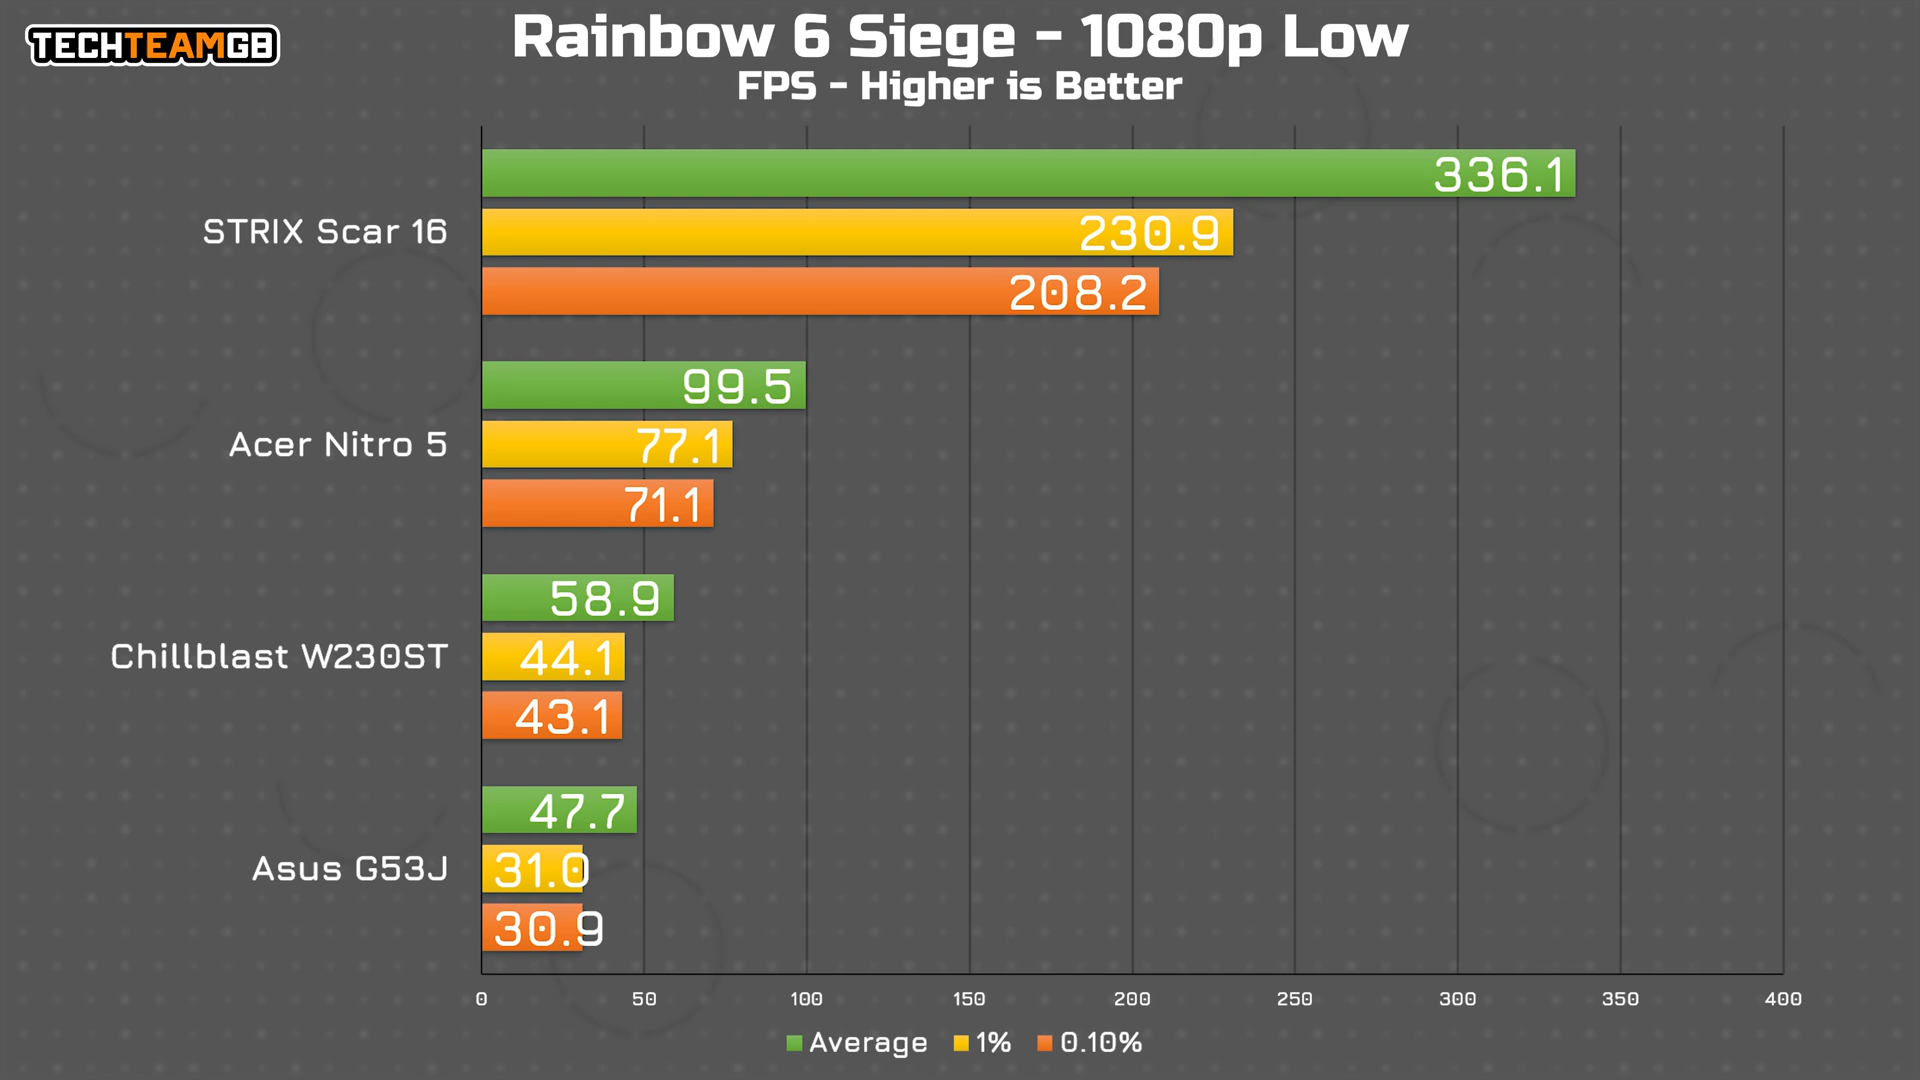 TECHTEAMGB
Rainbow 6 Siege - 1080p Low
FPS - Higher is Better
STRIX Scar 16
336.1
230.9
208.2
Acer Nitro 5
99.5
77.1
71.1
Chillblast W230ST
58.9
44.1
43.1
Asus G53J
47.7
31.0
30.9
0 50 100 150 200 250 300 350 400
Average 1% 0.10%